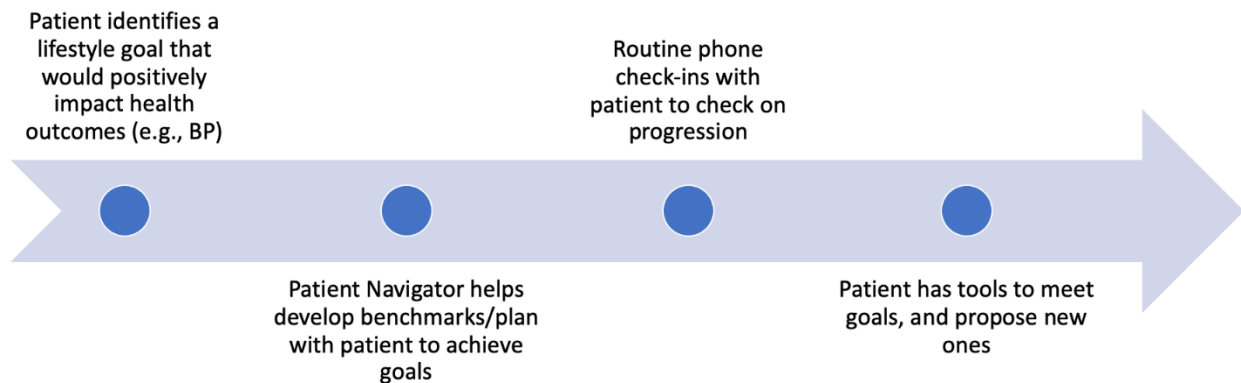 Patient identifies a
lifestyle goal that
would positively
impact health
outcomes (e.g., BP)
Patient Navigator helps
develop benchmarks/plan
with patient to achieve
goals
Routine phone
check-ins with
patient to check on
progression
Patient has tools to meet
goals, and propose new
ones